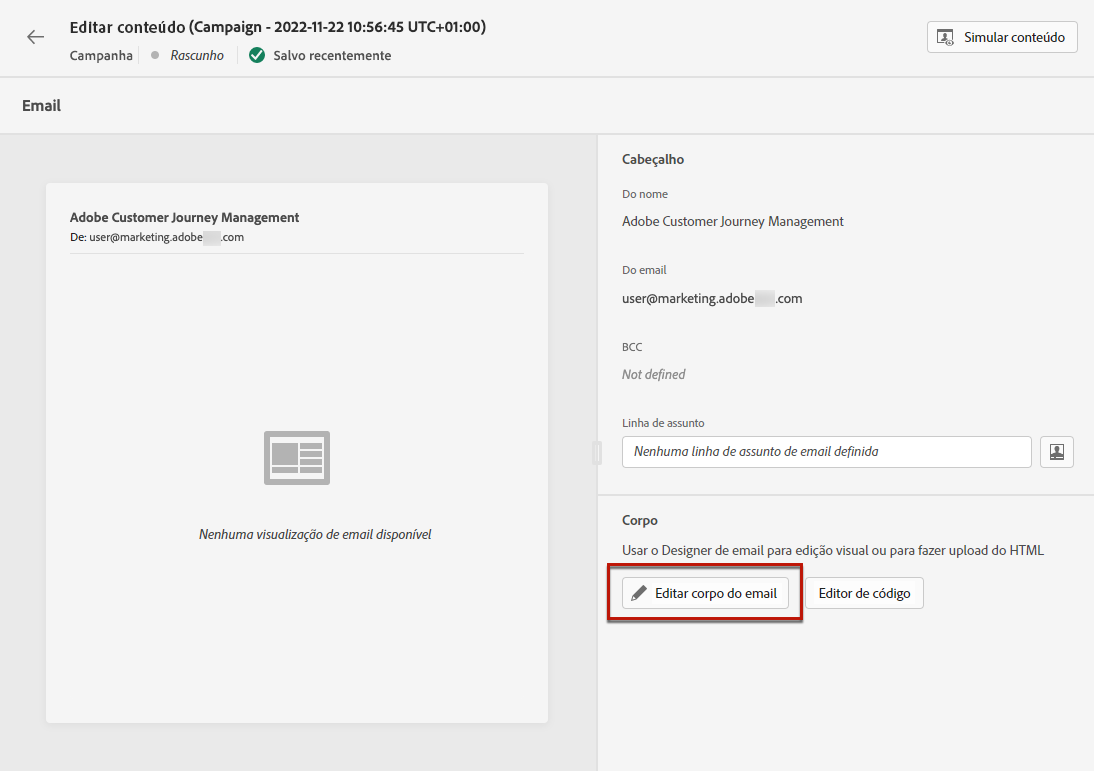 Editar conteúdo (Campaign - 2022-11-22 10:56:45 UTC+01:00)
Campanha Rascunho Salvo recentemente
Simular conteúdo
Email
Adobe Customer Journey Management
De: user@marketing.adobe .com
Nenhuma visualização de email disponível
Cabeçalho
Do nome
Adobe Customer Journey Management
Do email
user@marketing.adobe .com
BCC
Not defined
Linha de assunto
Nenhuma linha de assunto de email definida
Corpo
Usar o Designer de email para edição visual ou para fazer upload do HTML
Editar corpo do email Editor de código